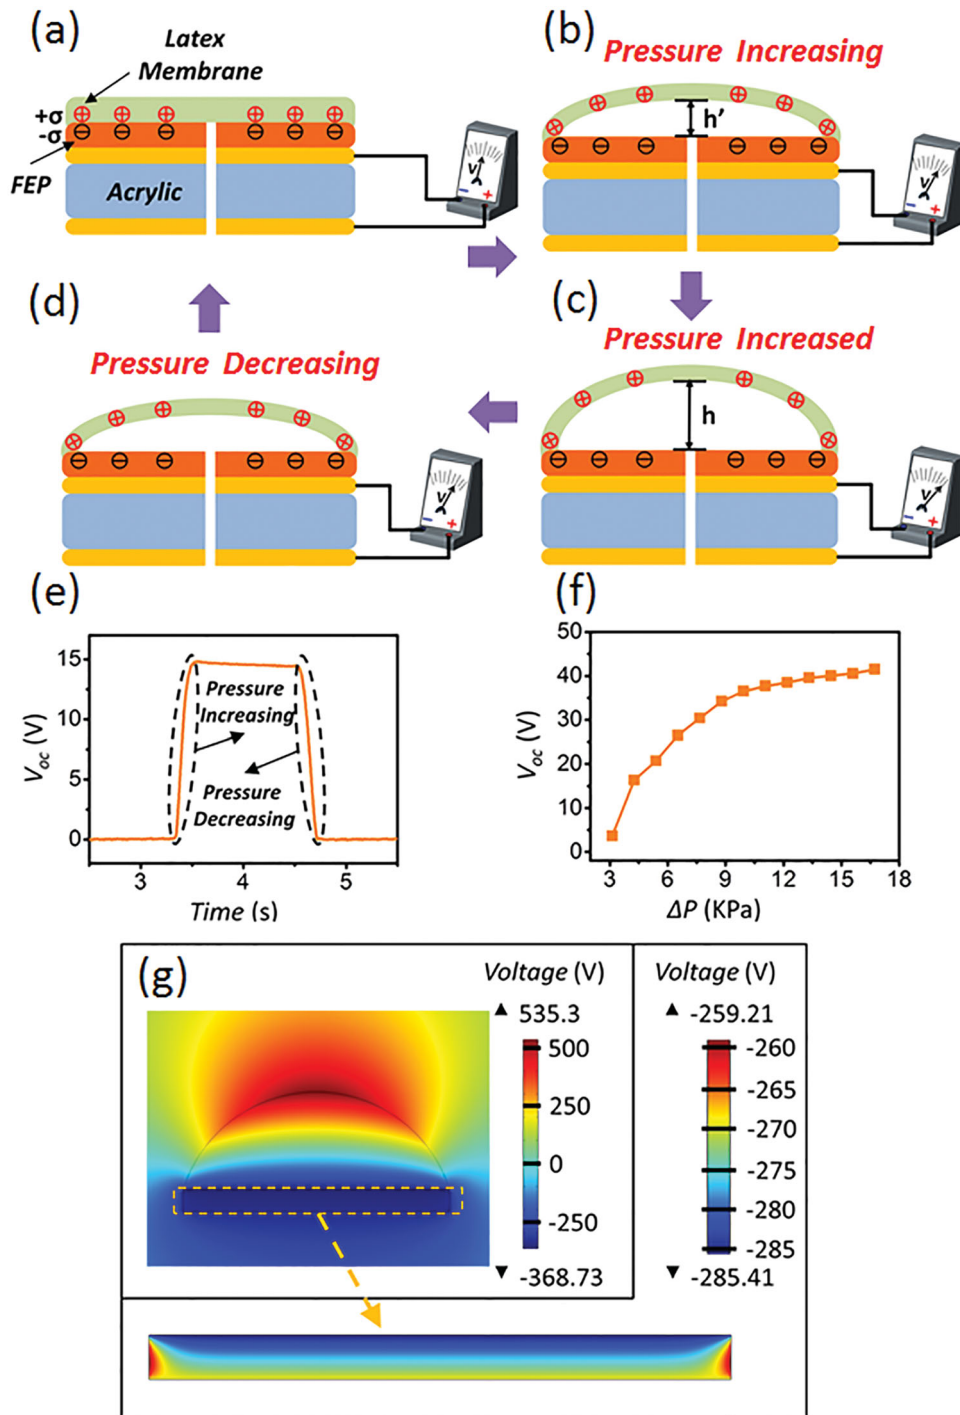 (a)
Latex
Membrane
+σ
-σ
FEP
Acrylic
V
- +
(b)
Pressure Increasing
h’
V
- +
(d)
Pressure Decreasing
V
- +
(c)
Pressure Increased
h
V
- +
(e)
Voc (V)
15
10
5
0
Pressure
Increasing
Pressure
Decreasing
3 4 5
Time (s)
(f)
Voc (V)
50
40
30
20
10
0
3 6 9 12 15 18
ΔP (KPa)
(g)
Voltage (V)
▲ 535.3
500
250
0
-250
▼ -368.73
Voltage (V)
▲ -259.21
-260
-265
-270
-275
-280
-285
▼ -285.41